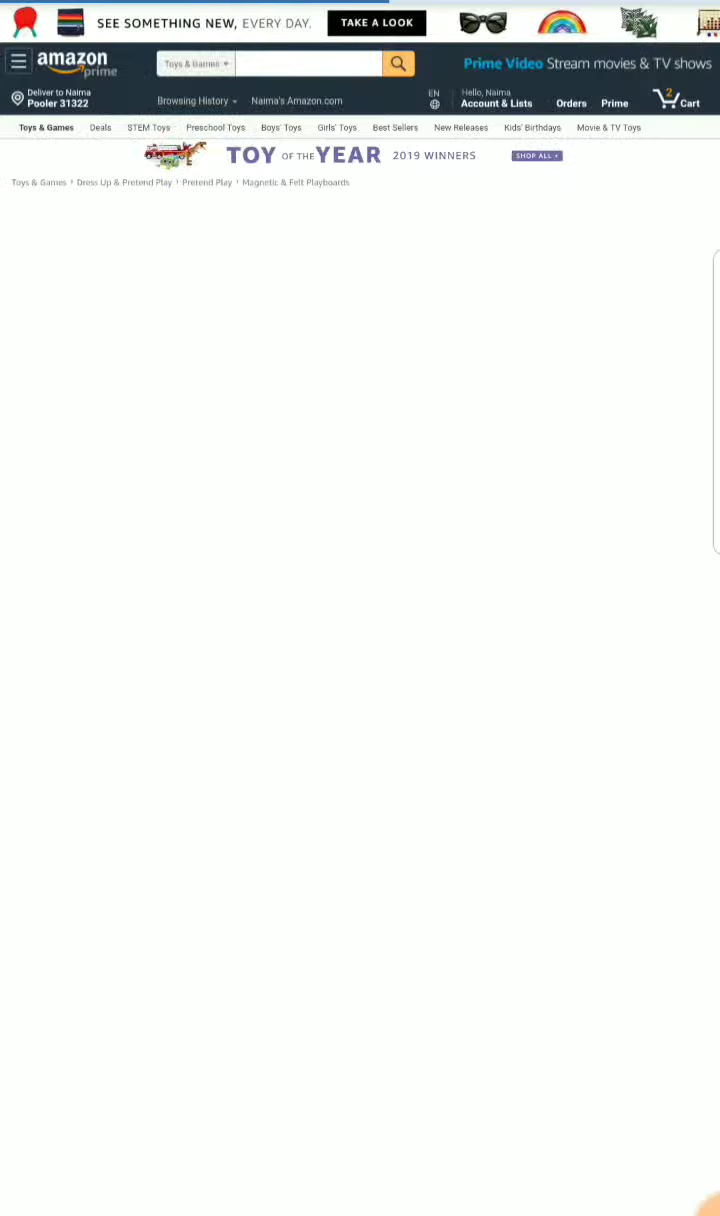 SEE SOMETHING NEW, EVERY DAY. TAKE A LOOK
amazon prime
Toys & Games
Prime Video Stream movies & TV shows
Deliver to Naima
Pooler 31322
Browsing History
Naima's Amazon.com
EN
Hello, Naima
Account & Lists
Orders
Prime
2
Cart
Toys & Games Deals STEM Toys Preschool Toys Boys' Toys Girls' Toys Best Sellers New Releases Kids' Birthdays Movie & TV Toys
TOY OF THE YEAR 2019 WINNERS SHOP ALL
Toys & Games › Dress Up & Pretend Play › Pretend Play › Magnetic & Felt Playboards